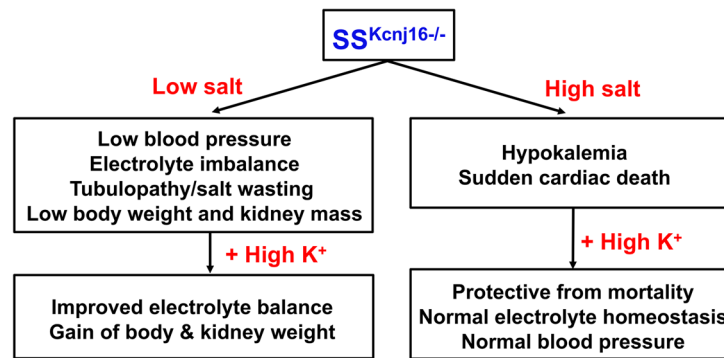 SS^Kcnj16-/-
Low salt
High salt
Low blood pressure
Electrolyte imbalance
Tubulopathy/salt wasting
Low body weight and kidney mass
Hypokalemia
Sudden cardiac death
+ High K⁺
+ High K⁺
Improved electrolyte balance
Gain of body & kidney weight
Protective from mortality
Normal electrolyte homeostasis
Normal blood pressure